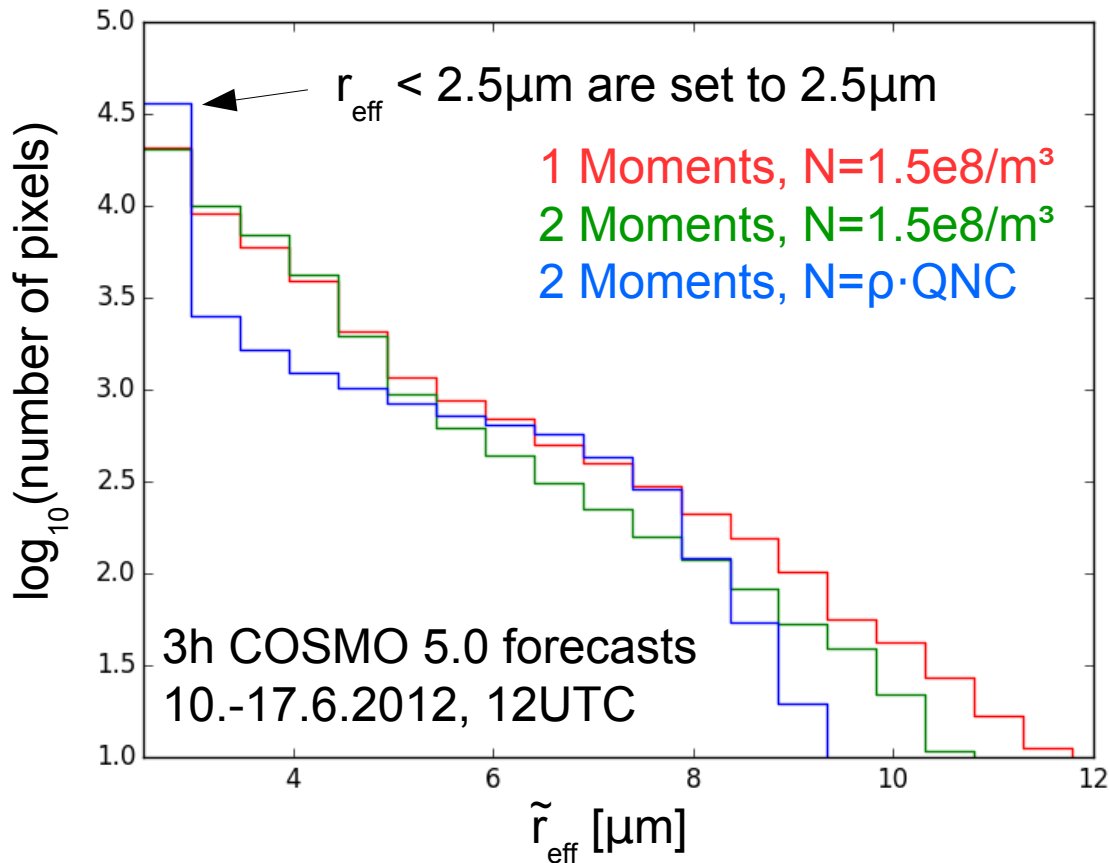 5.0
r_eff < 2.5μm are set to 2.5μm
4.5
1 Moments, N=1.5e8/m³
2 Moments, N=1.5e8/m³
2 Moments, N=ρ·QNC
4.0
3.5
3.0
2.5
2.0
1.5
1.0
log₁₀(number of pixels)
3h COSMO 5.0 forecasts
10.-17.6.2012, 12UTC
4 6 8 10 12
r̃_eff [μm]